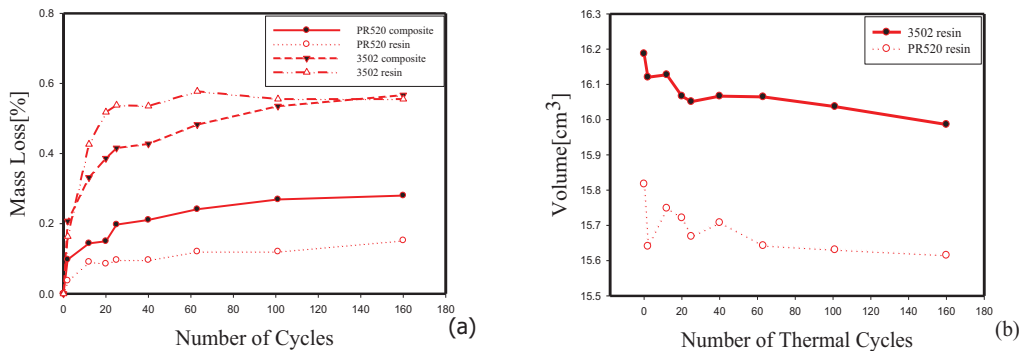 0.8
0.6
0.4
0.2
0.0
Mass Loss[%]
PR520 composite
PR520 resin
3502 composite
3502 resin
0 20 40 60 80 100 120 140 160 180
Number of Cycles
(a)
16.3
16.2
16.1
16.0
15.9
15.8
15.7
15.6
15.5
Volume[cm³]
3502 resin
PR520 resin
0 20 40 60 80 100 120 140 160 180
Number of Thermal Cycles
(b)